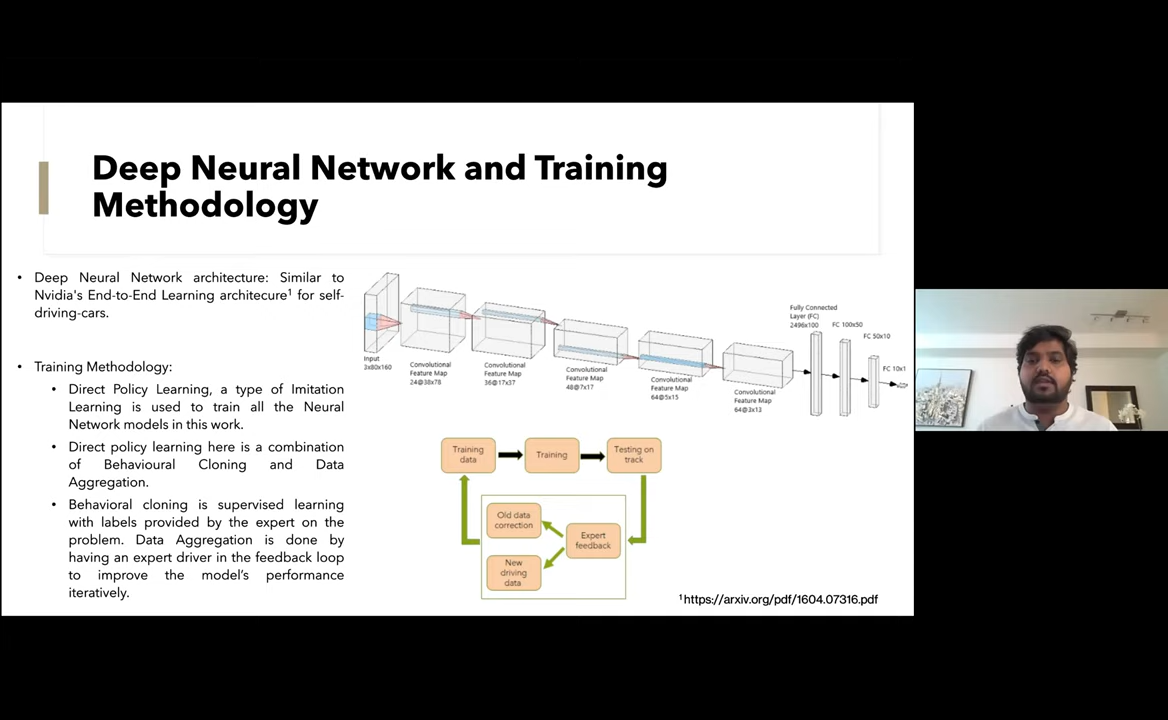 Deep Neural Network and Training
Methodology
• Deep Neural Network architecture: Similar to
Nvidia's End-to-End Learning architecure¹ for self-
driving-cars.
• Training Methodology:
• Direct Policy Learning, a type of Imitation
Learning is used to train all the Neural
Network models in this work.
• Direct policy learning here is a combination
of Behavioural Cloning and Data
Aggregation.
• Behavioral cloning is supervised learning
with labels provided by the expert on the
problem. Data Aggregation is done by
having an expert driver in the feedback loop
to improve the model's performance
iteratively.
Input
3x80x160
Convolutional
Feature Map
24@38x78
Convolutional
Feature Map
36@17x37
Convolutional
Feature Map
48@7x17
Convolutional
Feature Map
64@5x15
Convolutional
Feature Map
64@3x13
Fully Connected
Layer (FC)
2496x100
FC 100x50
FC 50x10
FC 10x1
Training
data
Training
Testing on
track
Old data
correction
Expert
feedback
New
driving
data
¹https://arxiv.org/pdf/1604.07316.pdf